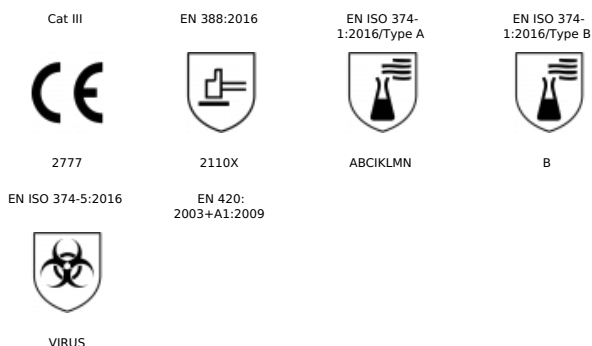 Cat III
EN 388:2016
EN ISO 374-
1:2016/Type A
EN ISO 374-
1:2016/Type B
CE
2777
2110X
ABCIKLMN
B
EN ISO 374-5:2016
EN 420:
2003+A1:2009
VIRUS